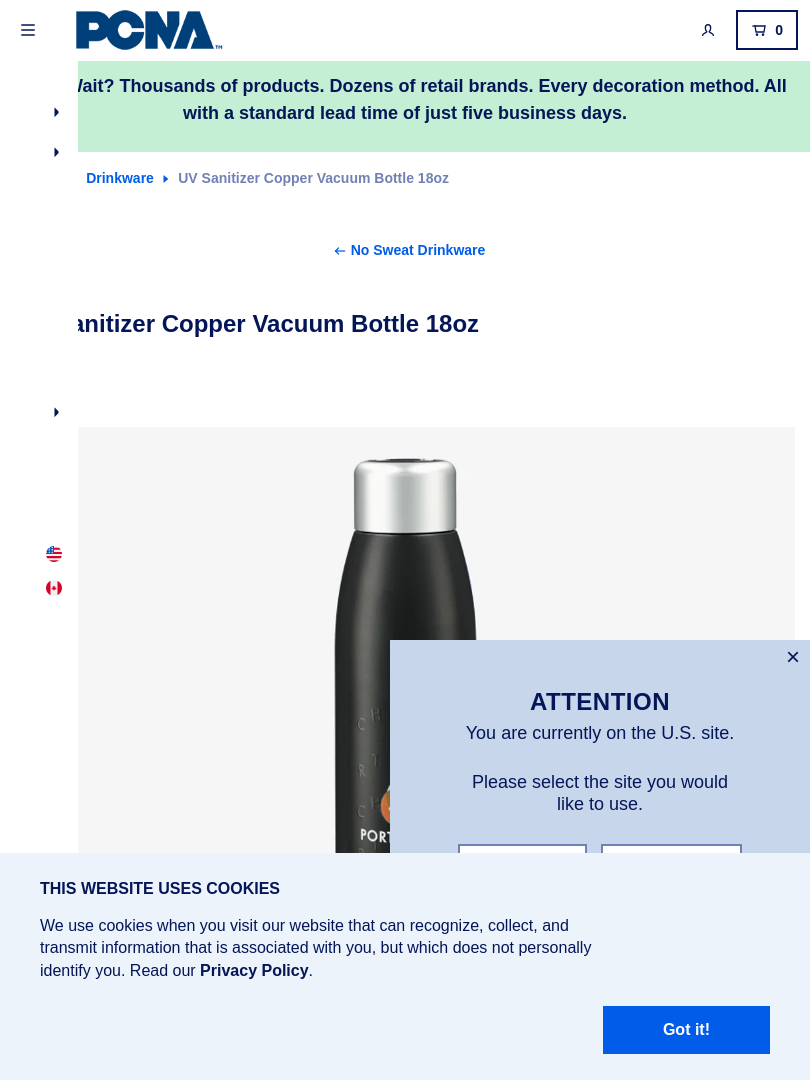 PCNA
0
Wait? Thousands of products. Dozens of retail brands. Every decoration method. All
with a standard lead time of just five business days.
Drinkware
UV Sanitizer Copper Vacuum Bottle 18oz
No Sweat Drinkware
anitizer Copper Vacuum Bottle 18oz
ATTENTION
You are currently on the U.S. site.
Please select the site you would
like to use.
PORT
THIS WEBSITE USES COOKIES
We use cookies when you visit our website that can recognize, collect, and
transmit information that is associated with you, but which does not personally
identify you. Read our Privacy Policy.
Got it!